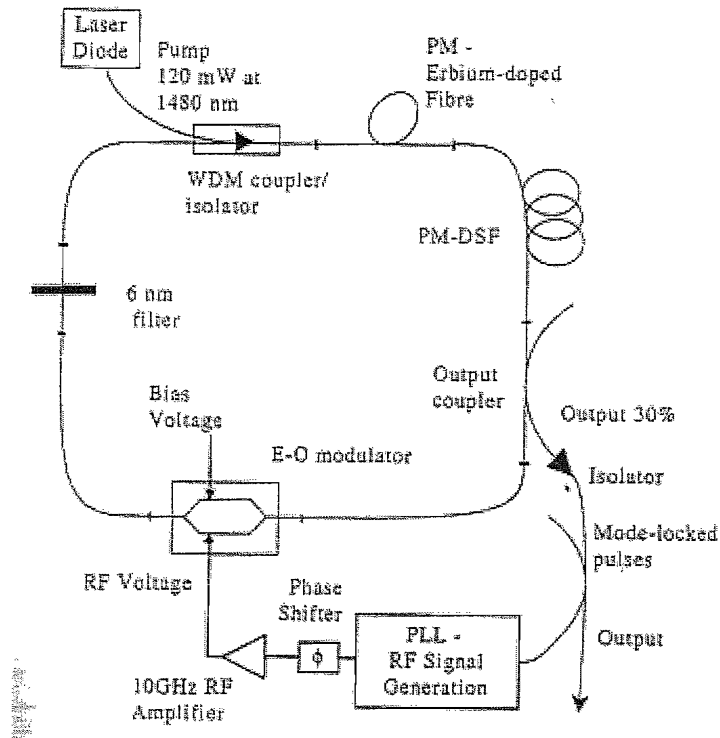 Laser
Diode
Pump
120 mW at
1480 nm
PM -
Erbium-doped
Fibre
WDM coupler/
isolator
PM-DSF
6 nm
filter
Output
coupler
Output 30%
Bias
Voltage
E-O modulator
Isolator
Mode-locked
pulses
RF Voltage
Phase
Shifter
PLL -
RF Signal
Generation
Output
ϕ
10GHz RF
Amplifier